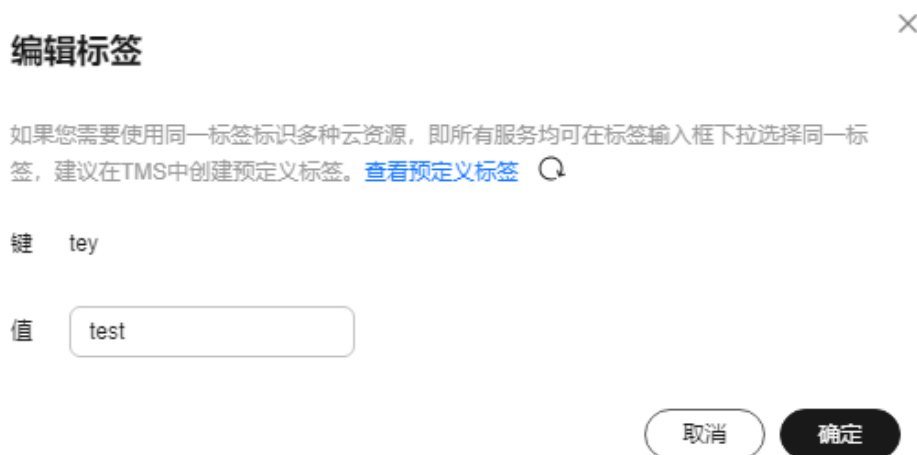 编辑标签
如果您需要使用同一标签标识多种云资源，即所有服务均可在标签输入框下拉选择同一标
签，建议在TMS中创建预定义标签。查看预定义标签
键 tey
值 test
取消 确定